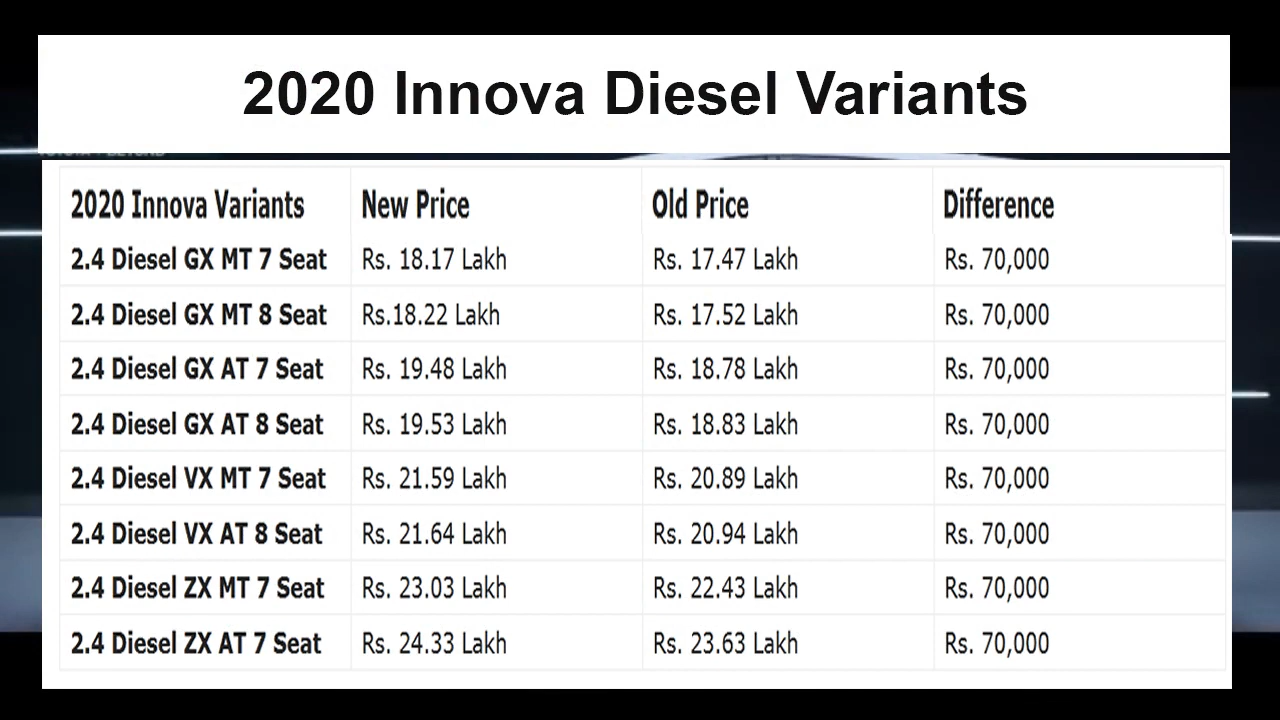 2020 Innova Diesel Variants
2020 Innova Variants New Price Old Price Difference
2.4 Diesel GX MT 7 Seat Rs. 18.17 Lakh Rs. 17.47 Lakh Rs. 70,000
2.4 Diesel GX MT 8 Seat Rs.18.22 Lakh Rs. 17.52 Lakh Rs. 70,000
2.4 Diesel GX AT 7 Seat Rs. 19.48 Lakh Rs. 18.78 Lakh Rs. 70,000
2.4 Diesel GX AT 8 Seat Rs. 19.53 Lakh Rs. 18.83 Lakh Rs. 70,000
2.4 Diesel VX MT 7 Seat Rs. 21.59 Lakh Rs. 20.89 Lakh Rs. 70,000
2.4 Diesel VX AT 8 Seat Rs. 21.64 Lakh Rs. 20.94 Lakh Rs. 70,000
2.4 Diesel ZX MT 7 Seat Rs. 23.03 Lakh Rs. 22.43 Lakh Rs. 70,000
2.4 Diesel ZX AT 7 Seat Rs. 24.33 Lakh Rs. 23.63 Lakh Rs. 70,000